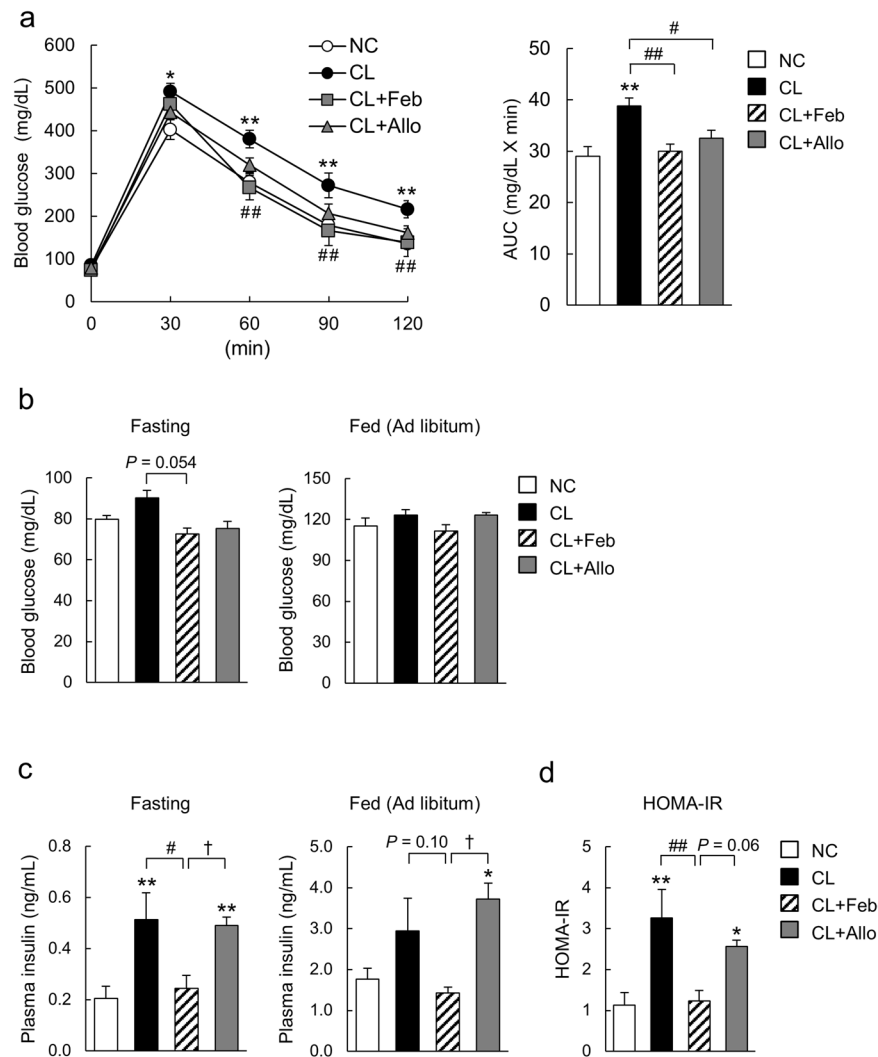 a
Blood glucose (mg/dL)
600
500
400
300
200
100
0
0 30 60 90 120
(min)
NC
CL
CL+Feb
CL+Allo
*
**
**
**
##
##
##
AUC (mg/dL X min)
50
40
30
20
10
0
#
##
**
NC
CL
CL+Feb
CL+Allo
b
Fasting
Blood glucose (mg/dL)
100
80
60
40
20
0
P = 0.054
Fed (Ad libitum)
Blood glucose (mg/dL)
150
120
90
60
30
0
NC
CL
CL+Feb
CL+Allo
c
Fasting
Plasma insulin (ng/mL)
0.8
0.6
0.4
0.2
0.0
# †
**
**
Fed (Ad libitum)
Plasma insulin (ng/mL)
5.0
4.0
3.0
2.0
1.0
0.0
P = 0.10 †
*
d
HOMA-IR
HOMA-IR
5
4
3
2
1
0
## P = 0.06
**
*
NC
CL
CL+Feb
CL+Allo